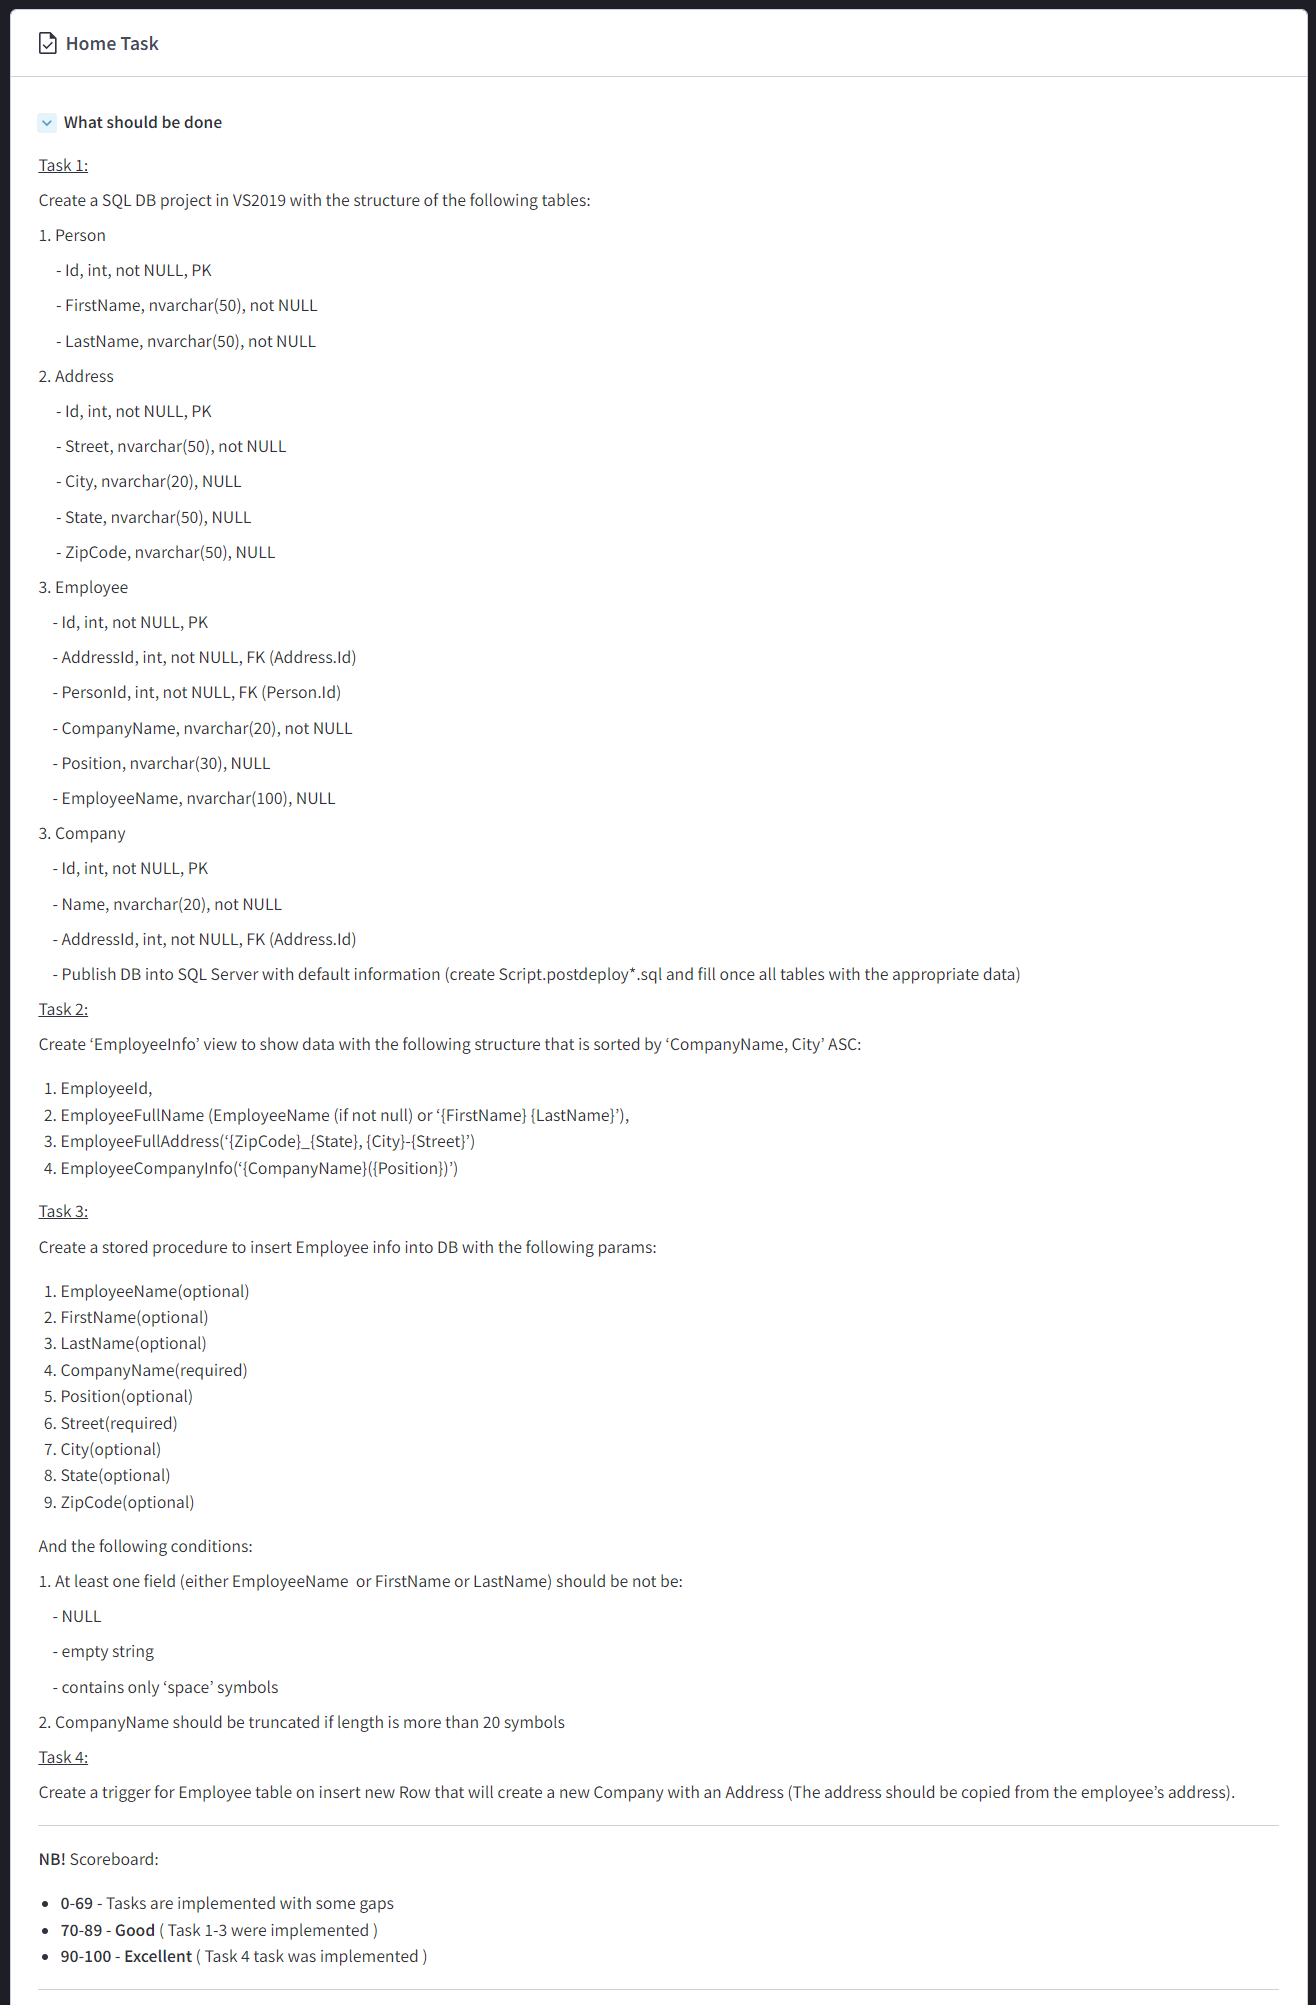 Home Task
What should be done
Task 1:
Create a SQL DB project in VS2019 with the structure of the following tables:
1. Person
- Id, int, not NULL, PK
- FirstName, nvarchar(50), not NULL
- LastName, nvarchar(50), not NULL
2. Address
- Id, int, not NULL, PK
- Street, nvarchar(50), not NULL
- City, nvarchar(20), NULL
- State, nvarchar(50), NULL
- ZipCode, nvarchar(50), NULL
3. Employee
- Id, int, not NULL, PK
- AddressId, int, not NULL, FK (Address.Id)
- PersonId, int, not NULL, FK (Person.Id)
- CompanyName, nvarchar(20), not NULL
- Position, nvarchar(30), NULL
- EmployeeName, nvarchar(100), NULL
3. Company
- Id, int, not NULL, PK
- Name, nvarchar(20), not NULL
- AddressId, int, not NULL, FK (Address.Id)
- Publish DB into SQL Server with default information (create Script.postdeploy*.sql and fill once all tables with the appropriate data)
Task 2:
Create ‘EmployeeInfo’ view to show data with the following structure that is sorted by ‘CompanyName, City’ ASC:
1. EmployeeId,
2. EmployeeFullName (EmployeeName (if not null) or ‘{FirstName} {LastName}’),
3. EmployeeFullAddress(‘{ZipCode}_{State}, {City}-{Street}’)
4. EmployeeCompanyInfo(‘{CompanyName}({Position})’)
Task 3:
Create a stored procedure to insert Employee info into DB with the following params:
1. EmployeeName(optional)
2. FirstName(optional)
3. LastName(optional)
4. CompanyName(required)
5. Position(optional)
6. Street(required)
7. City(optional)
8. State(optional)
9. ZipCode(optional)
And the following conditions:
1. At least one field (either EmployeeName  or FirstName or LastName) should be not be:
- NULL
- empty string
- contains only ‘space’ symbols
2. CompanyName should be truncated if length is more than 20 symbols
Task 4:
Create a trigger for Employee table on insert new Row that will create a new Company with an Address (The address should be copied from the employee’s address).
NB! Scoreboard:
• 0-69 - Tasks are implemented with some gaps
• 70-89 - Good ( Task 1-3 were implemented )
• 90-100 - Excellent ( Task 4 task was implemented )